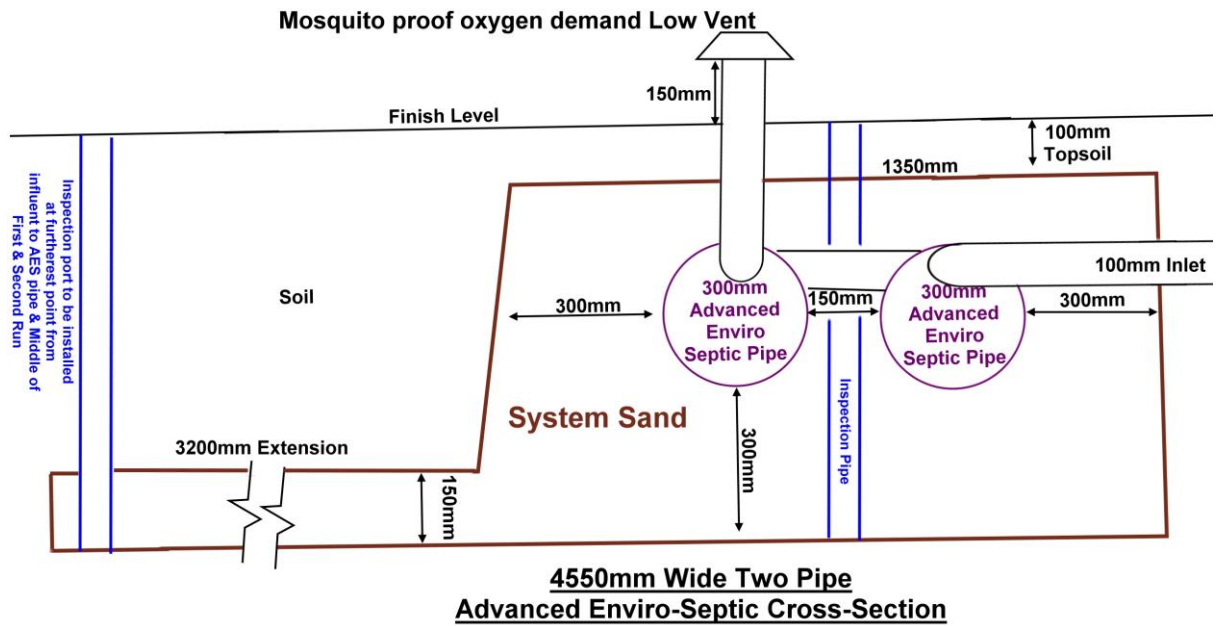 Mosquito proof oxygen demand Low Vent
150mm
Finish Level
100mm
Topsoil
1350mm
Inspection port to be installed
at furtherest point from
influent to AES pipe & Middle of
First & Second Run
Soil
300mm
300mm
Advanced
Enviro
Septic Pipe
150mm
300mm
Advanced
Enviro
Septic Pipe
100mm Inlet
300mm
System Sand
300mm
Inspection Pipe
3200mm Extension
150mm
4550mm Wide Two Pipe
Advanced Enviro-Septic Cross-Section